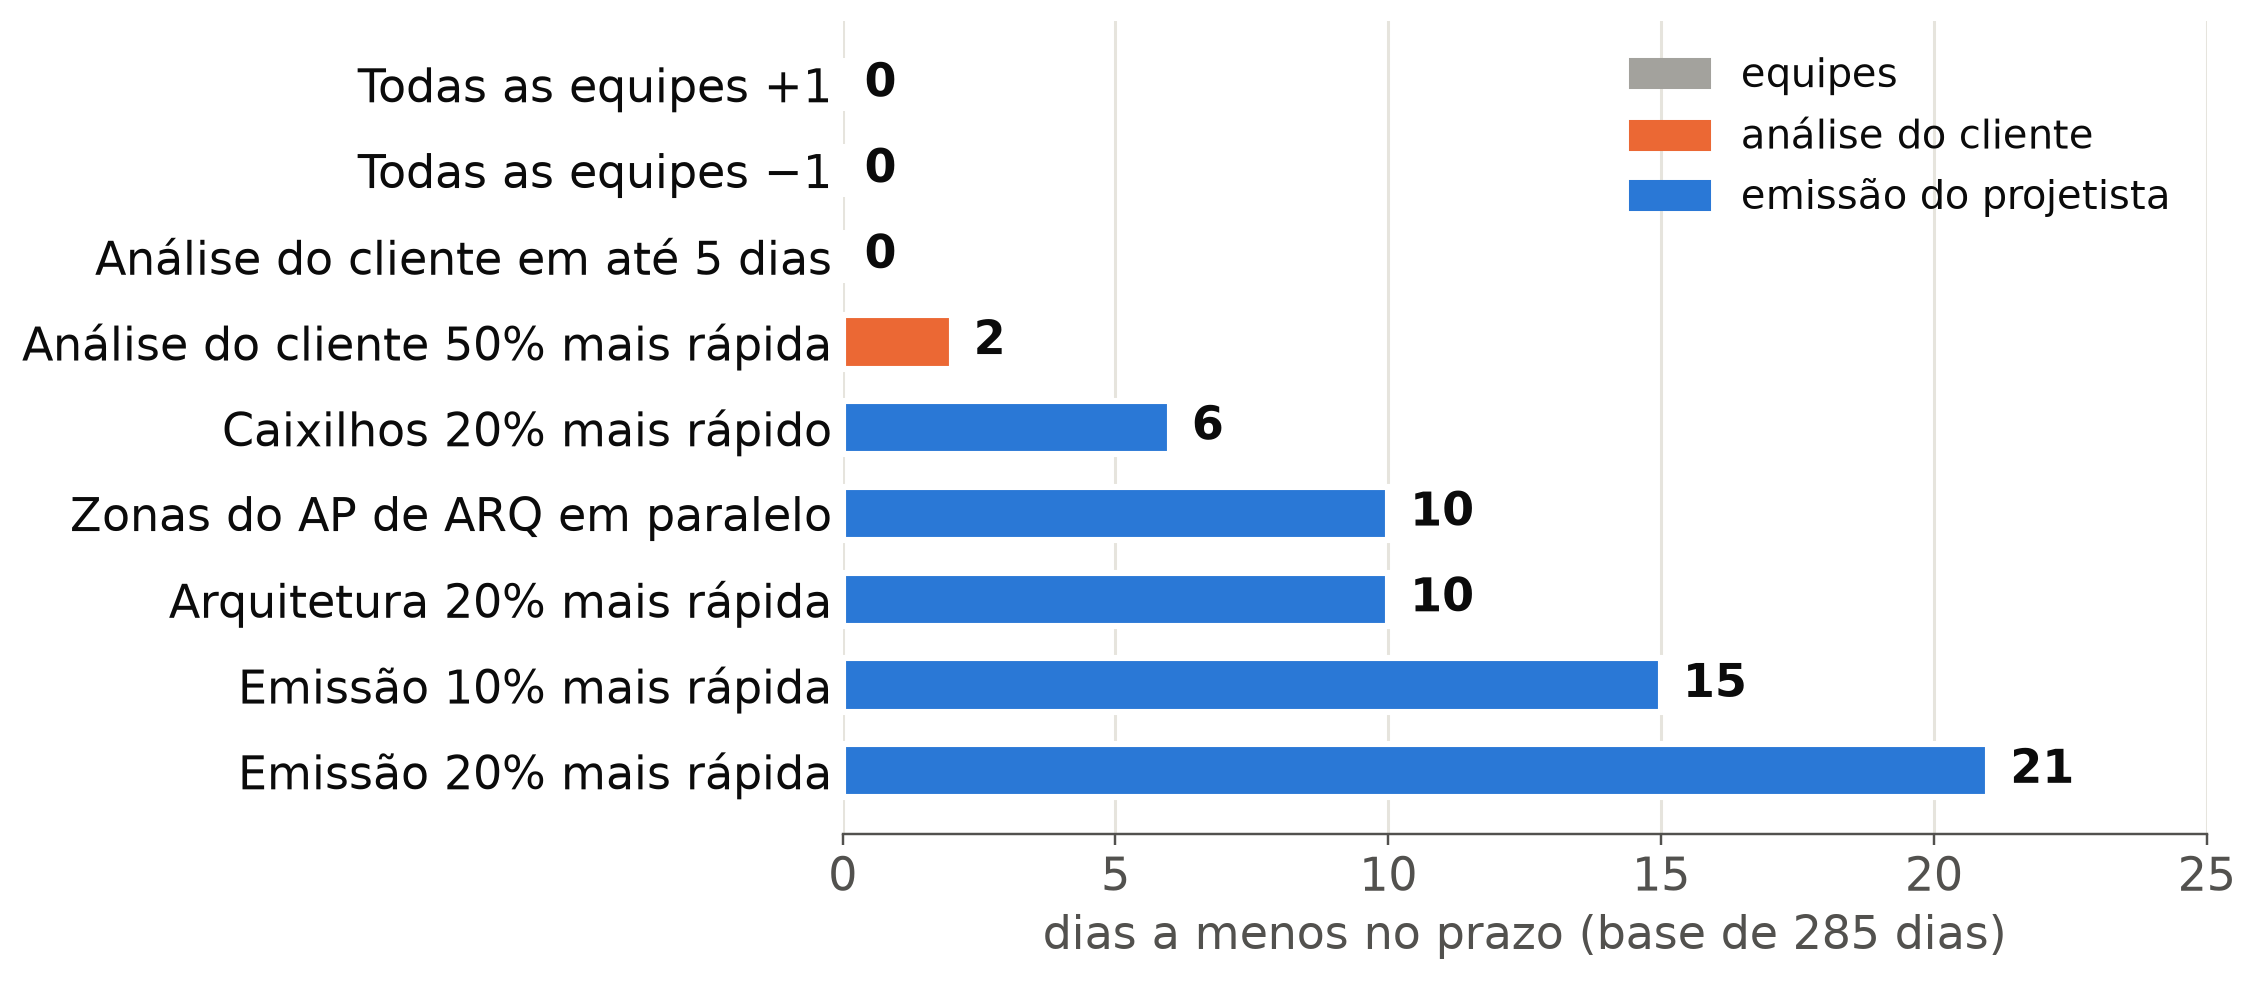 Todas as equipes +1 0
Todas as equipes −1 0
Análise do cliente em até 5 dias 0
Análise do cliente 50% mais rápida 2
Caixilhos 20% mais rápido 6
Zonas do AP de ARQ em paralelo 10
Arquitetura 20% mais rápida 10
Emissão 10% mais rápida 15
Emissão 20% mais rápida 21
equipes
análise do cliente
emissão do projetista
0 5 10 15 20 25
dias a menos no prazo (base de 285 dias)